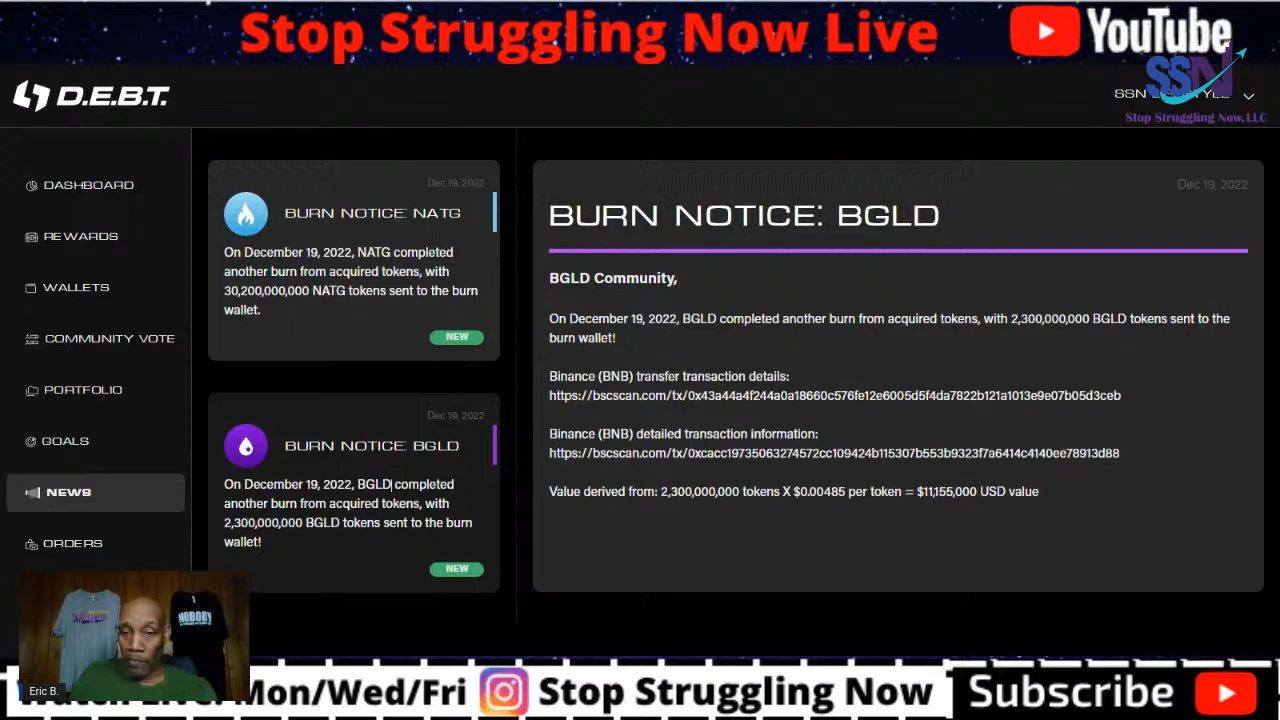 Stop Struggling Now Live
YouTube
D.E.B.T.
SSN
Stop Struggling Now, LLC
DASHBOARD
REWARDS
WALLETS
COMMUNITY VOTE
PORTFOLIO
GOALS
NEWS
ORDERS
Dec 19, 2022
BURN NOTICE: NATG
On December 19, 2022, NATG completed
another burn from acquired tokens, with
30,200,000,000 NATG tokens sent to the burn
wallet.
NEW
Dec 19, 2022
BURN NOTICE: BGLD
On December 19, 2022, BGLD completed
another burn from acquired tokens, with
2,300,000,000 BGLD tokens sent to the burn
wallet!
NEW
Dec 19, 2022
BURN NOTICE: BGLD
BGLD Community,
On December 19, 2022, BGLD completed another burn from acquired tokens, with 2,300,000,000 BGLD tokens sent to the
burn wallet!
Binance (BNB) transfer transaction details:
https://bscscan.com/tx/0x43a44a4f244a0a18660c576fe12e6005d5f4da7822b121a1013e9e07b05d3ceb
Binance (BNB) detailed transaction information:
https://bscscan.com/tx/0xcacc19735063274572cc109424b115307b553b9323f7a6414c4140ee78913d88
Value derived from: 2,300,000,000 tokens X $0.00485 per token = $11,155,000 USD value
NOBODY
Eric B.
Mon/Wed/Fri
Stop Struggling Now
Subscribe